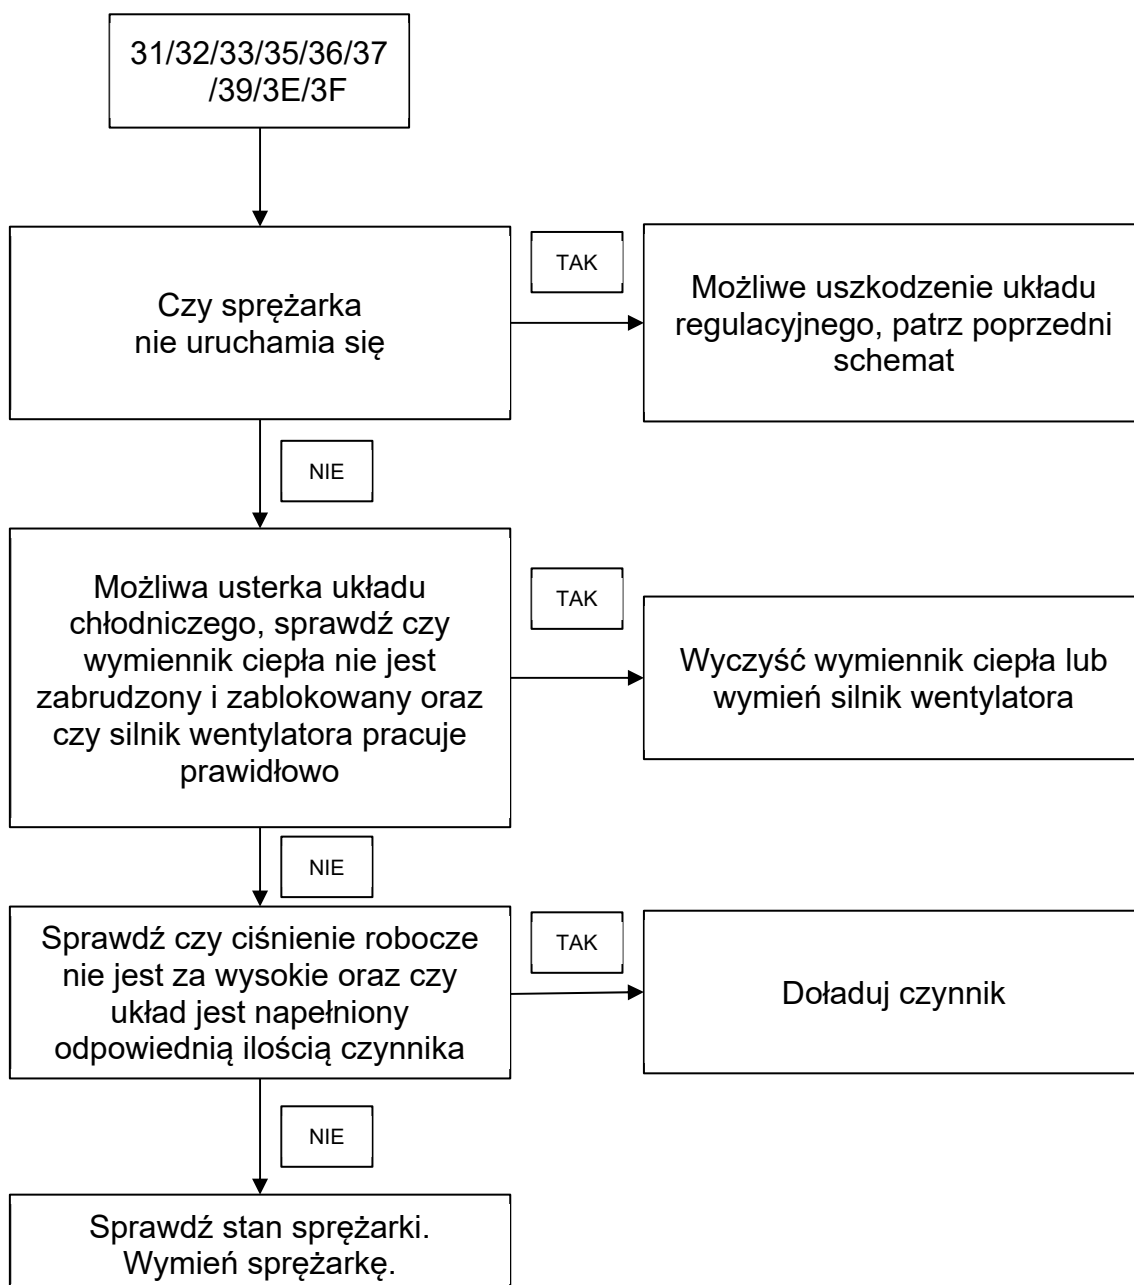 31/32/33/35/36/37
/39/3E/3F
Czy sprężarka
nie uruchamia się
TAK
Możliwe uszkodzenie układu
regulacyjnego, patrz poprzedni
schemat
NIE
Możliwa usterka układu
chłodniczego, sprawdź czy
wymiennik ciepła nie jest
zabrudzony i zablokowany oraz
czy silnik wentylatora pracuje
prawidłowo
TAK
Wyczyść wymiennik ciepła lub
wymień silnik wentylatora
NIE
Sprawdź czy ciśnienie robocze
nie jest za wysokie oraz czy
układ jest napełniony
odpowiednią ilością czynnika
TAK
Doładuj czynnik
NIE
Sprawdź stan sprężarki.
Wymień sprężarkę.